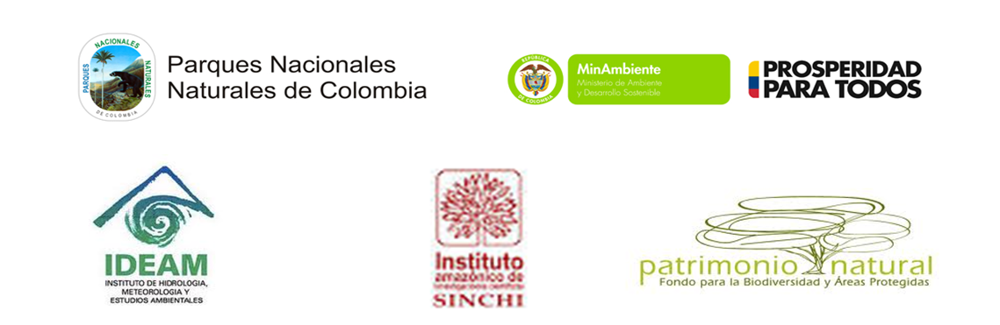 NACIONALES
PARQUES
NATURALES
DE COLOMBIA
Parques Nacionales
Naturales de Colombia
REPÚBLICA
DE COLOMBIA
MinAmbiente
Ministerio de Ambiente
y Desarrollo Sostenible
PROSPERIDAD
PARA TODOS
IDEAM
INSTITUTO DE HIDROLOGIA,
METEOROLOGIA Y
ESTUDIOS AMBIENTALES
Instituto
amazónico de
investigaciones científicas
SINCHI
patrimonio natural
Fondo para la Biodiversidad y Áreas Protegidas